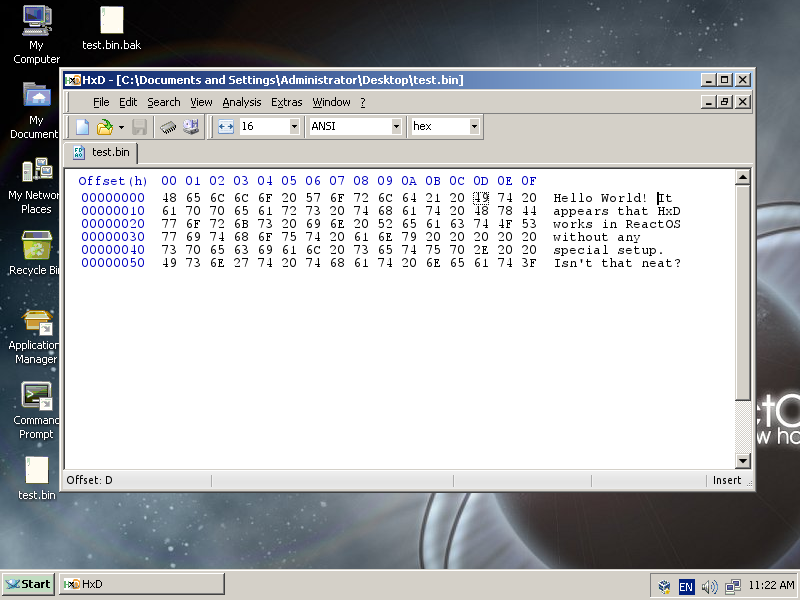 My
Computer
test.bin.bak
My
Document
My Networ
Places
Recycle Bin
Application
Manager
Command
Prompt
test.bin
HxD - [C:\Documents and Settings\Administrator\Desktop\test.bin]
File Edit Search View Analysis Extras Window ?
16 ANSI hex
test.bin
Offset(h) 00 01 02 03 04 05 06 07 08 09 0A 0B 0C 0D 0E 0F
00000000 48 65 6C 6C 6F 20 57 6F 72 6C 64 21 20 49 74 20 Hello World! It
00000010 61 70 70 65 61 72 73 20 74 68 61 74 20 48 78 44 appears that HxD
00000020 77 6F 72 6B 73 20 69 6E 20 52 65 61 63 74 4F 53 works in ReactOS
00000030 77 69 74 68 6F 75 74 20 61 6E 79 20 20 20 20 20 without any
00000040 73 70 65 63 69 61 6C 20 73 65 74 75 70 2E 20 20 special setup.
00000050 49 73 6E 27 74 20 74 68 61 74 20 6E 65 61 74 3F Isn't that neat?
Offset: D Insert
ctO
w ho
Start HxD EN 11:22 AM